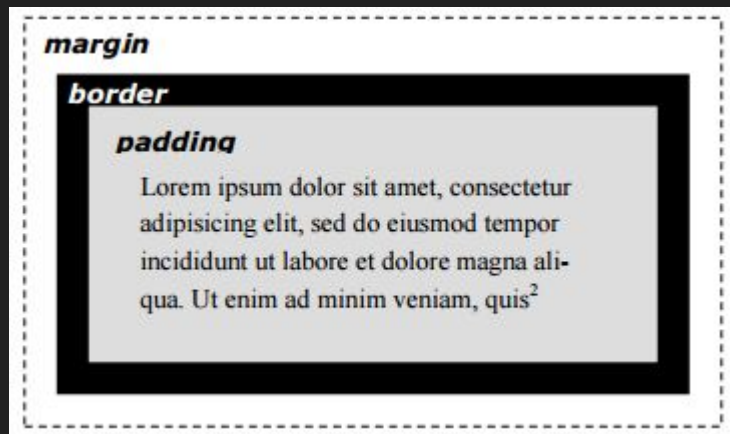 margin
border
padding
Lorem ipsum dolor sit amet, consectetur
adipisicing elit, sed do eiusmod tempor
incididunt ut labore et dolore magna ali-
qua. Ut enim ad minim veniam, quis²